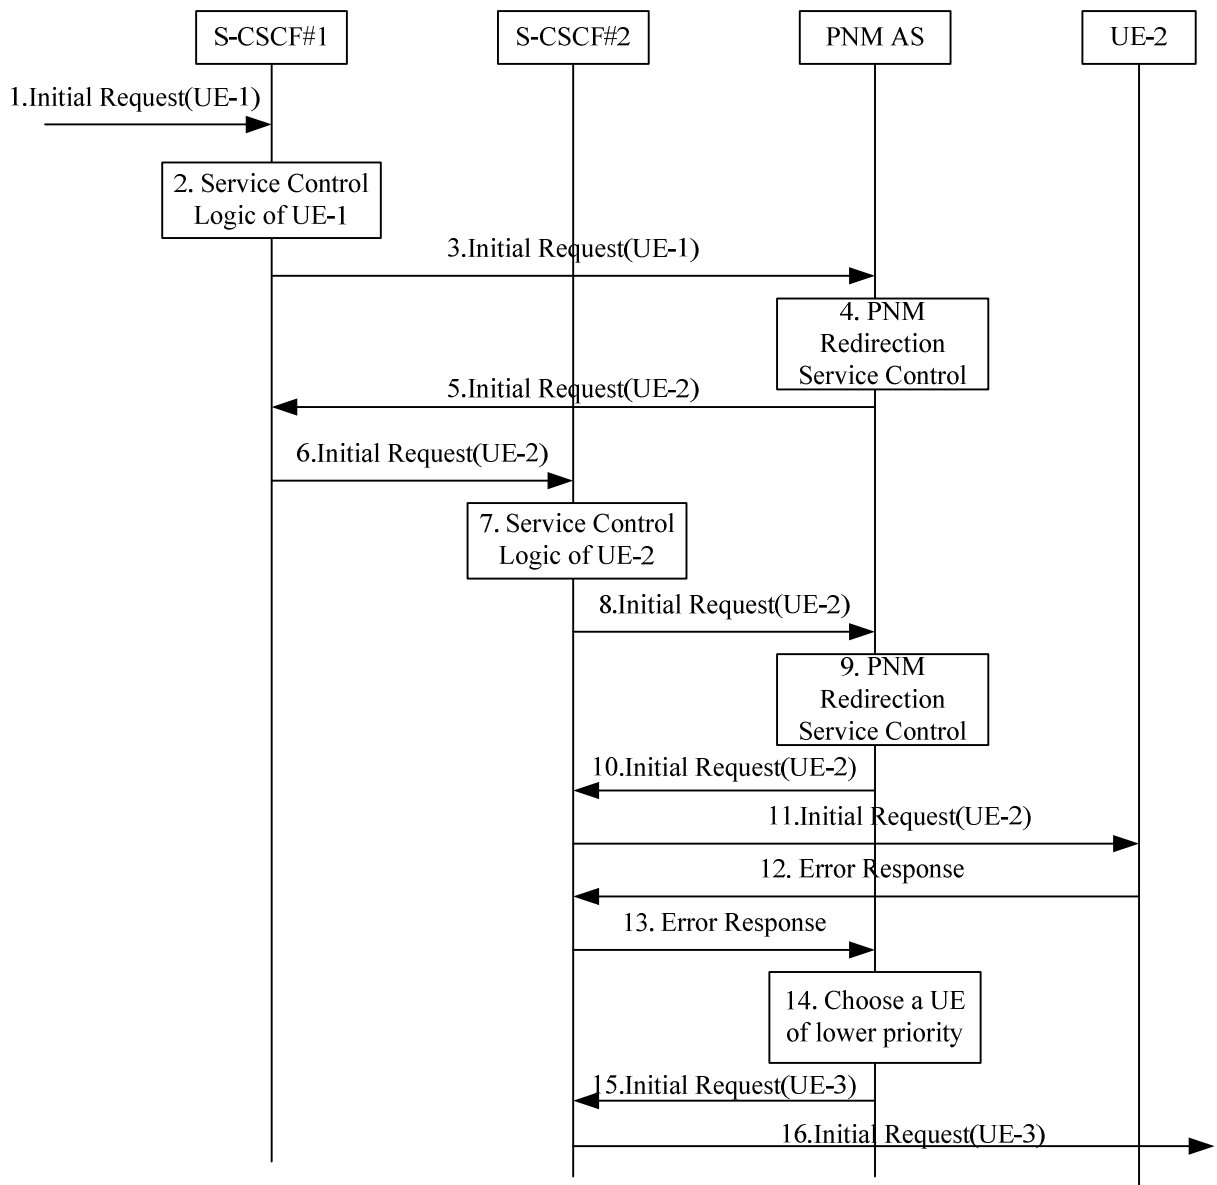 S-CSCF#1
S-CSCF#2
PNM AS
UE-2
1.Initial Request(UE-1)
2. Service Control
Logic of UE-1
3.Initial Request(UE-1)
4. PNM
Redirection
Service Control
5.Initial Request(UE-2)
6.Initial Request(UE-2)
7. Service Control
Logic of UE-2
8.Initial Request(UE-2)
9. PNM
Redirection
Service Control
10.Initial Request(UE-2)
11.Initial Request(UE-2)
12. Error Response
13. Error Response
14. Choose a UE
of lower priority
15.Initial Request(UE-3)
16.Initial Request(UE-3)